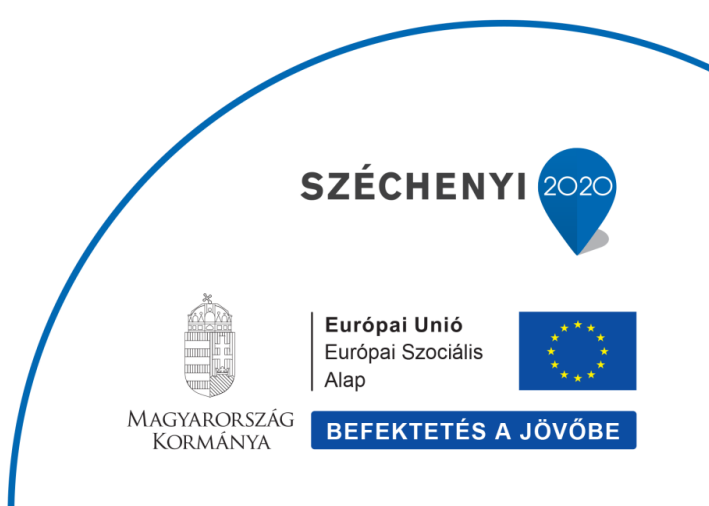 SZÉCHENYI 2020
Európai Unió
Európai Szociális
Alap
MAGYARORSZÁG
KORMÁNYA
BEFEKTETÉS A JÖVŐBE